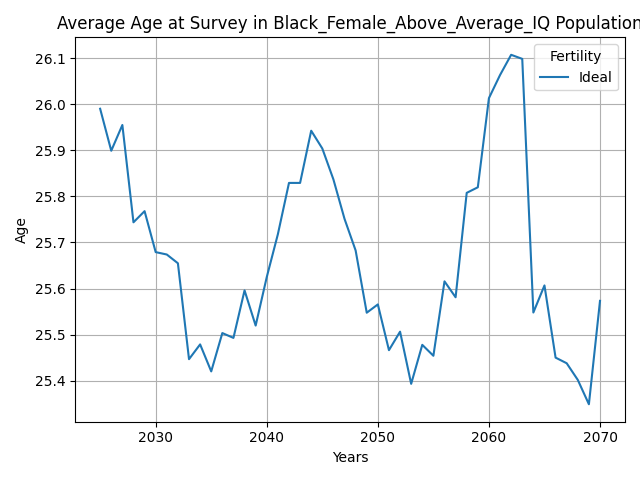 Average Age at Survey in Black_Female_Above_Average_IQ Population
Fertility
Ideal
26.1
26.0
25.9
25.8
25.7
25.6
25.5
25.4
Age
2030 2040 2050 2060 2070
Years